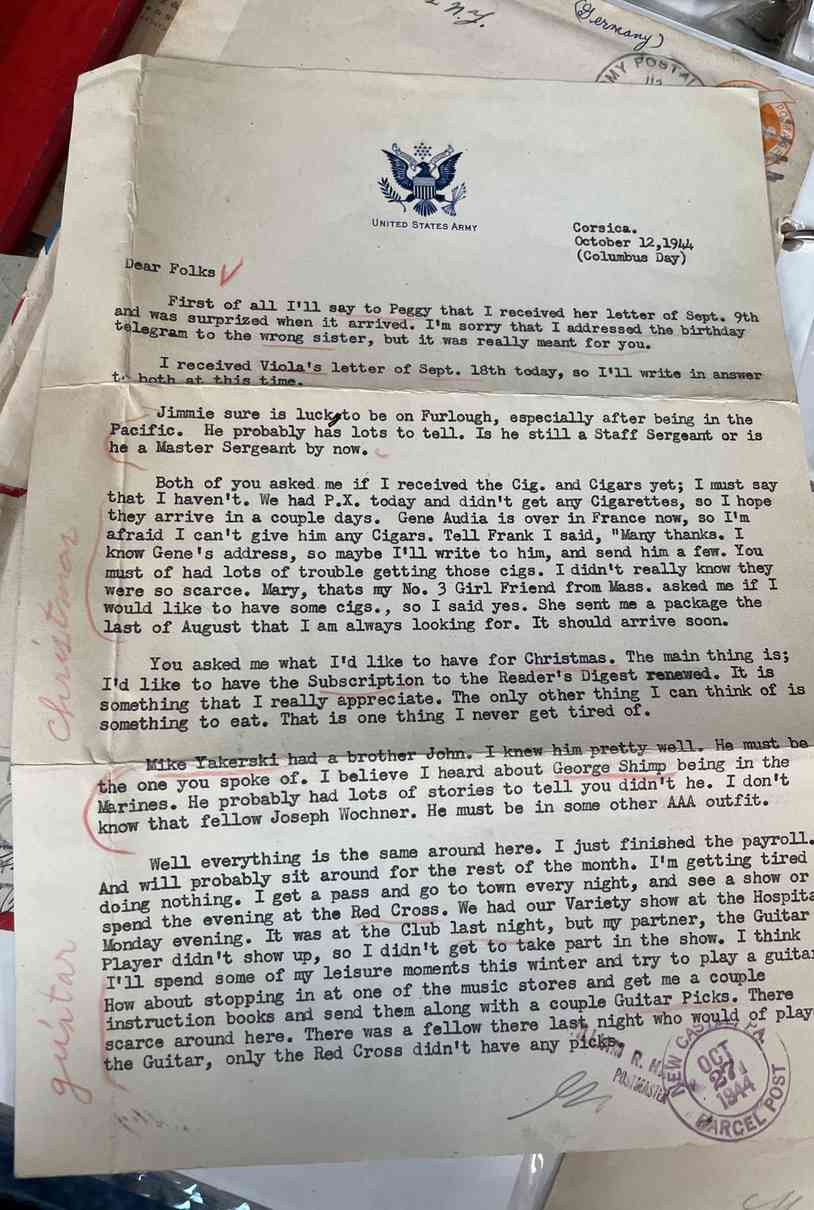 N.Y.
(Germany)
MY POSTAL
UNITED STATES ARMY
Corsica.
October 12,1944
(Columbus Day)
Dear Folks
First of all I'll say to Peggy that I received her letter of Sept. 9th
and was surprized when it arrived. I'm sorry that I addressed the birthday
telegram to the wrong sister, but it was really meant for you.
I received Viola's letter of Sept. 18th today, so I'll write in answer
to both at this time.
Jimmie sure is lucky to be on Furlough, especially after being in the
Pacific. He probably has lots to tell. Is he still a Staff Sergeant or is
he a Master Sergeant by now.
Both of you asked me if I received the Cig. and Cigars yet; I must say
that I haven't. We had P.X. today and didn't get any Cigarettes, so I hope
they arrive in a couple days. Gene Audia is over in France now, so I'm
afraid I can't give him any Cigars. Tell Frank I said, "Many thanks. I
know Gene's address, so maybe I'll write to him, and send him a few. You
must of had lots of trouble getting those cigs. I didn't really know they
were so scarce. Mary, thats my No. 3 Girl Friend from Mass. asked me if I
would like to have some cigs., so I said yes. She sent me a package the
last of August that I am always looking for. It should arrive soon.
Christmas
You asked me what I'd like to have for Christmas. The main thing is;
I'd like to have the Subscription to the Reader's Digest renewed. It is
something that I really appreciate. The only other thing I can think of is
something to eat. That is one thing I never get tired of.
Mike Yakerski had a brother John. I knew him pretty well. He must be
the one you spoke of. I believe I heard about George Shimp being in the
Marines. He probably had lots of stories to tell you didn't he. I don't
know that fellow Joseph Wochner. He must be in some other AAA outfit.
Well everything is the same around here. I just finished the payroll.
And will probably sit around for the rest of the month. I'm getting tired
doing nothing. I get a pass and go to town every night, and see a show or
spend the evening at the Red Cross. We had our Variety show at the Hospita
Monday evening. It was at the Club last night, but my partner, the Guitar
Player didn't show up, so I didn't get to take part in the show. I think
I'll spend some of my leisure moments this winter and try to play a guitar
How about stopping in at one of the music stores and get me a couple
instruction books and send them along with a couple Guitar Picks. There
scarce around here. There was a fellow there last night who would of play
the Guitar, only the Red Cross didn't have any picks.
guitar
R.
POSTMASTER
NEW CASTLE, PA.
OCT
27
1944
PARCEL POST